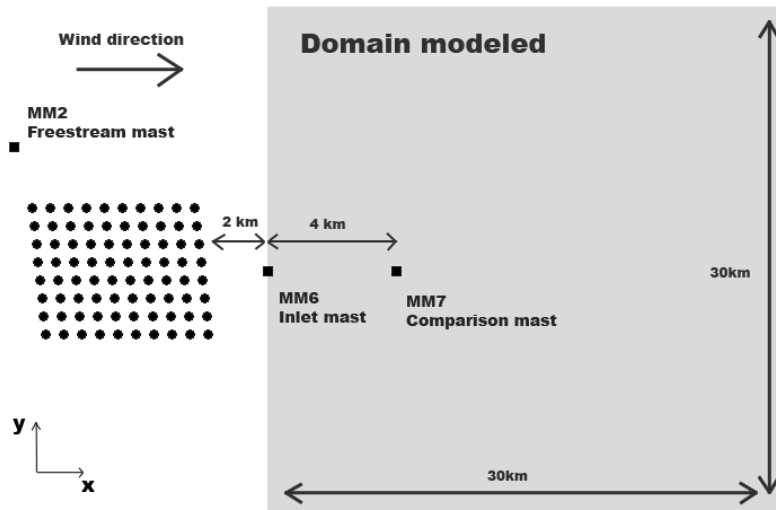 Wind direction
Domain modeled
MM2
Freestream mast
2 km
4 km
30km
MM6
Inlet mast
MM7
Comparison mast
y
x
30km